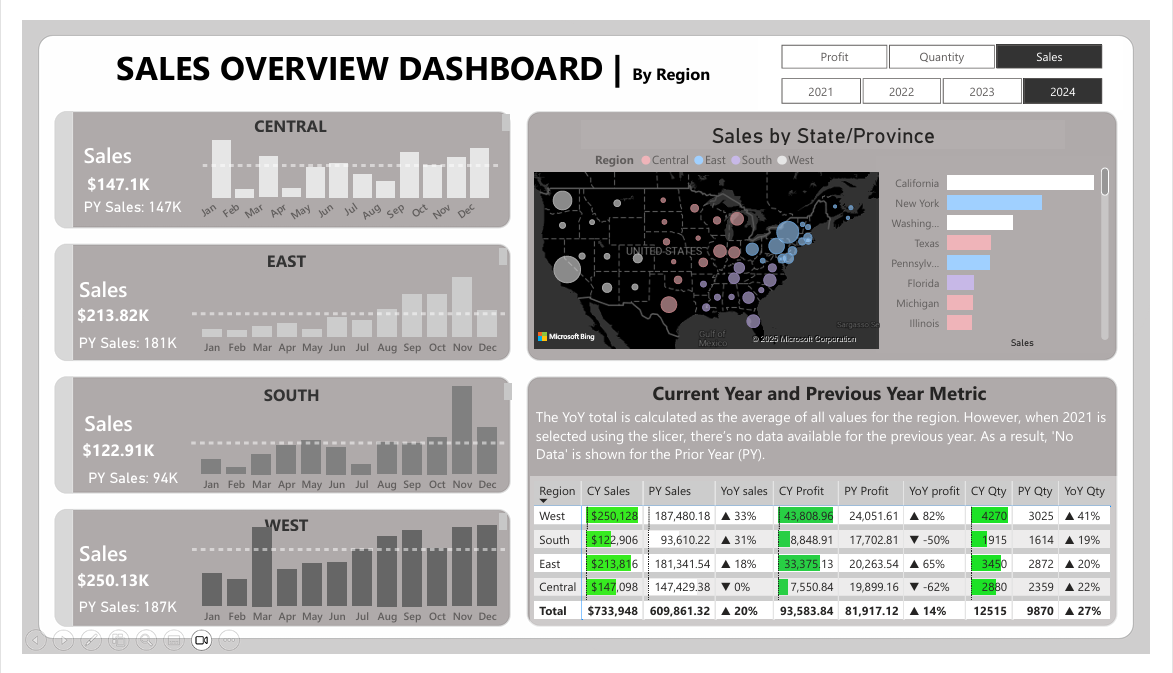 SALES OVERVIEW DASHBOARD | By Region
Profit Quantity Sales
2021 2022 2023 2024
CENTRAL
Sales
$147.1K
PY Sales: 147K
Jan Feb Mar Apr May Jun Jul Aug Sep Oct Nov Dec
EAST
Sales
$213.82K
PY Sales: 181K
Jan Feb Mar Apr May Jun Jul Aug Sep Oct Nov Dec
SOUTH
Sales
$122.91K
PY Sales: 94K
Jan Feb Mar Apr May Jun Jul Aug Sep Oct Nov Dec
WEST
Sales
$250.13K
PY Sales: 187K
Jan Feb Mar Apr May Jun Jul Aug Sep Oct Nov Dec
Sales by State/Province
Region Central East South West
UNITED STATES
Gulf of
Mexico
Sargasso Se
Microsoft Bing
© 2025 Microsoft Corporation
California
New York
Washing...
Texas
Pennsylv...
Florida
Michigan
Illinois
Sales
Current Year and Previous Year Metric
The YoY total is calculated as the average of all values for the region. However, when 2021 is
selected using the slicer, there's no data available for the previous year. As a result, 'No
Data' is shown for the Prior Year (PY).
Region CY Sales PY Sales YoY sales CY Profit PY Profit YoY profit CY Qty PY Qty YoY Qty
West $250,128 187,480.18 ▲ 33% 43,808.96 24,051.61 ▲ 82% 4270 3025 ▲ 41%
South $122,906 93,610.22 ▲ 31% 8,848.91 17,702.81 ▼ -50% 1915 1614 ▲ 19%
East $213,816 181,341.54 ▲ 18% 33,375.13 20,263.54 ▲ 65% 3450 2872 ▲ 20%
Central $147,098 147,429.38 ▼ 0% 7,550.84 19,899.16 ▼ -62% 2880 2359 ▲ 22%
Total $733,948 609,861.32 ▲ 20% 93,583.84 81,917.12 ▲ 14% 12515 9870 ▲ 27%